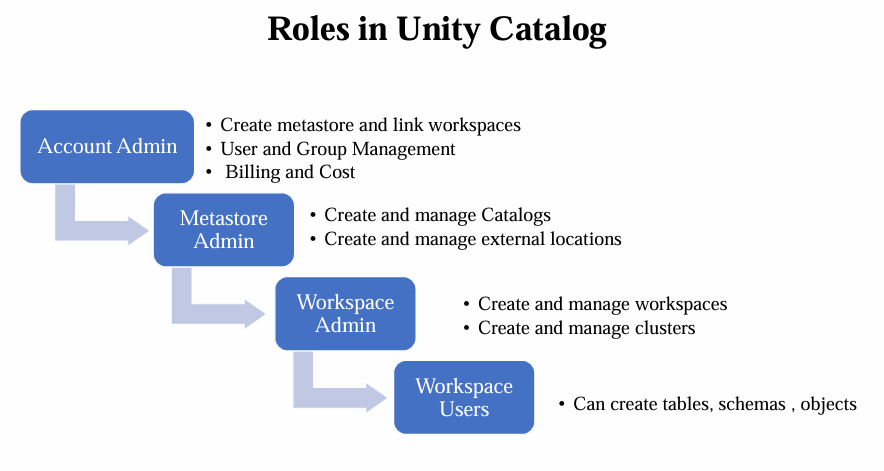 Roles in Unity Catalog
Account Admin
• Create metastore and link workspaces
• User and Group Management
• Billing and Cost
Metastore
Admin
• Create and manage Catalogs
• Create and manage external locations
Workspace
Admin
• Create and manage workspaces
• Create and manage clusters
Workspace
Users
• Can create tables, schemas , objects